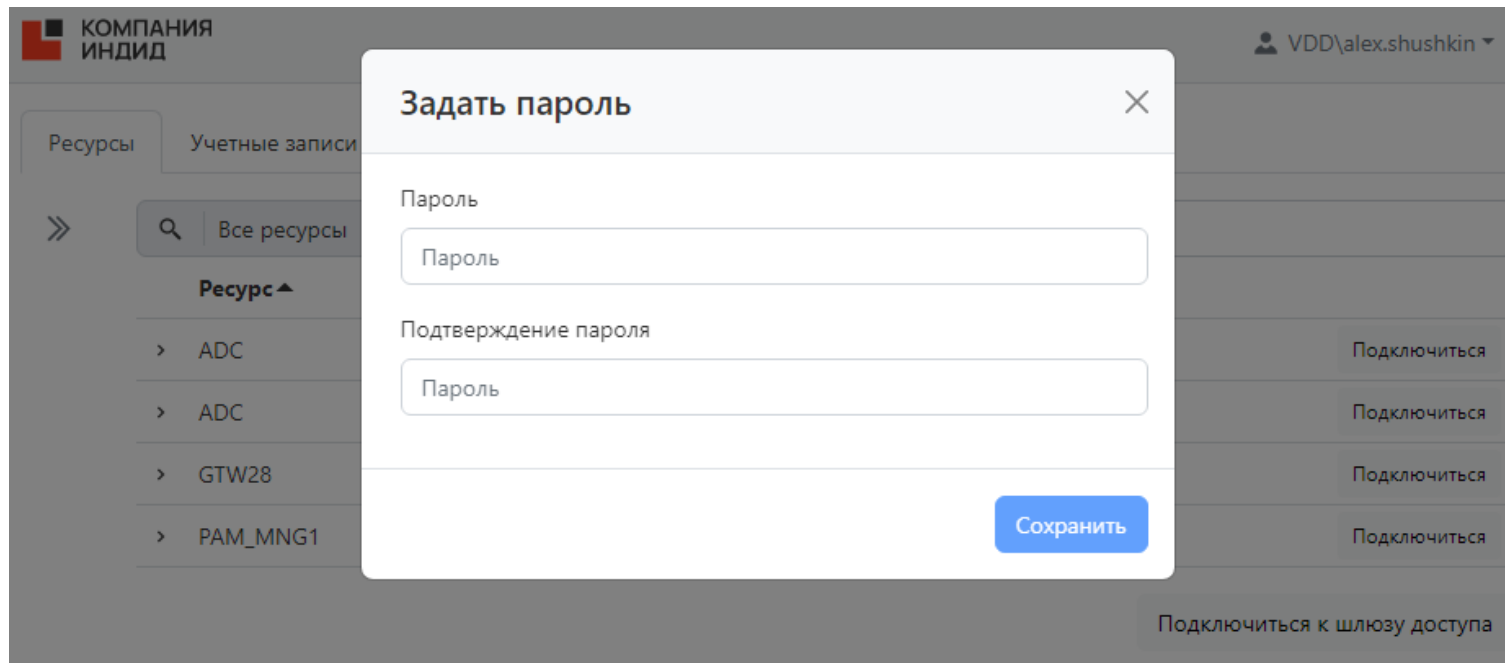 КОМПАНИЯ
ИНДИД
VDD\alex.shushkin
Ресурсы
Учетные записи
Задать пароль
Пароль
Пароль
Подтверждение пароля
Пароль
Сохранить
Все ресурсы
Ресурс
ADC
Подключиться
ADC
Подключиться
GTW28
Подключиться
PAM_MNG1
Подключиться
Подключиться к шлюзу доступа